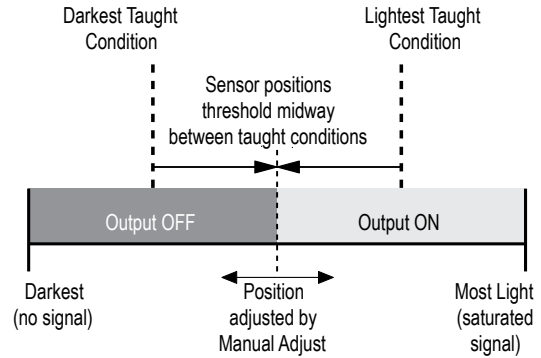 Darkest Taught
Condition
Lightest Taught
Condition
Sensor positions
threshold midway
between taught conditions
Output OFF
Output ON
Darkest
(no signal)
Position
adjusted by
Manual Adjust
Most Light
(saturated
signal)